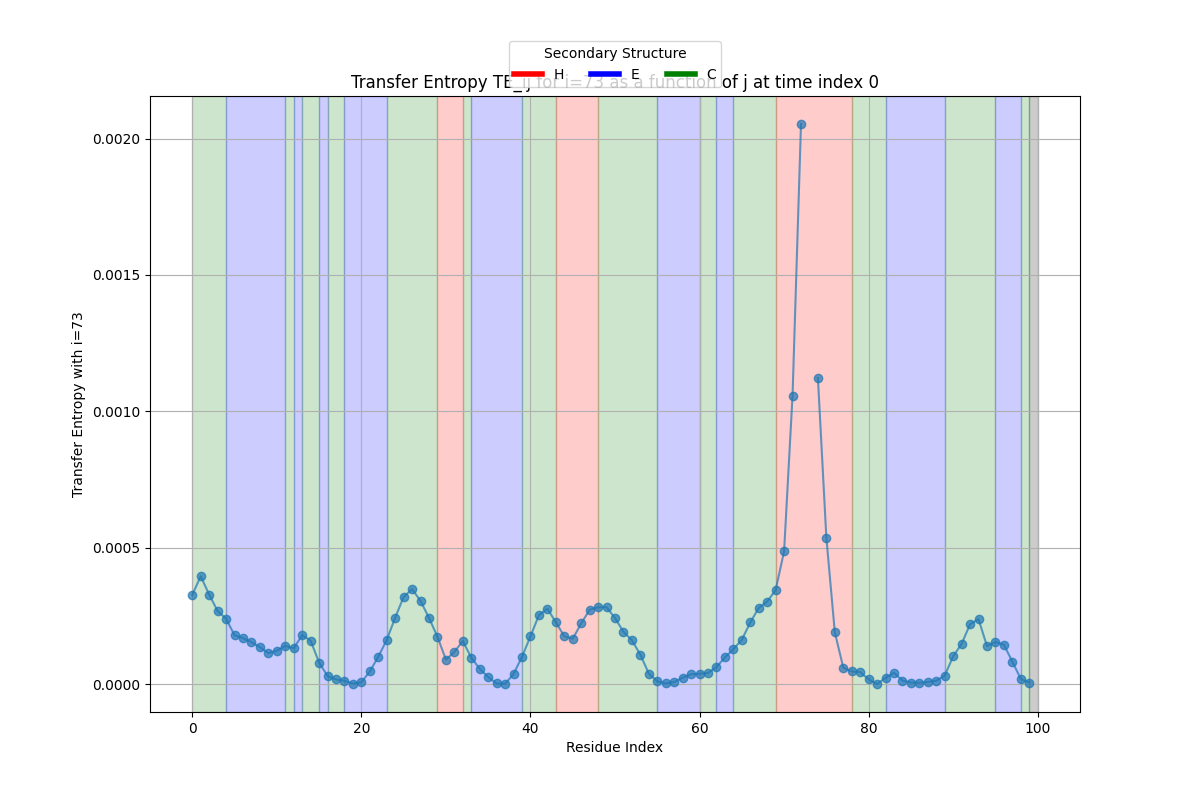 Secondary Structure
H E C
Transfer Entropy TE_ij for i=73 as a function of j at time index 0
0.0020
0.0015
0.0010
0.0005
0.0000
Transfer Entropy with i=73
0 20 40 60 80 100
Residue Index